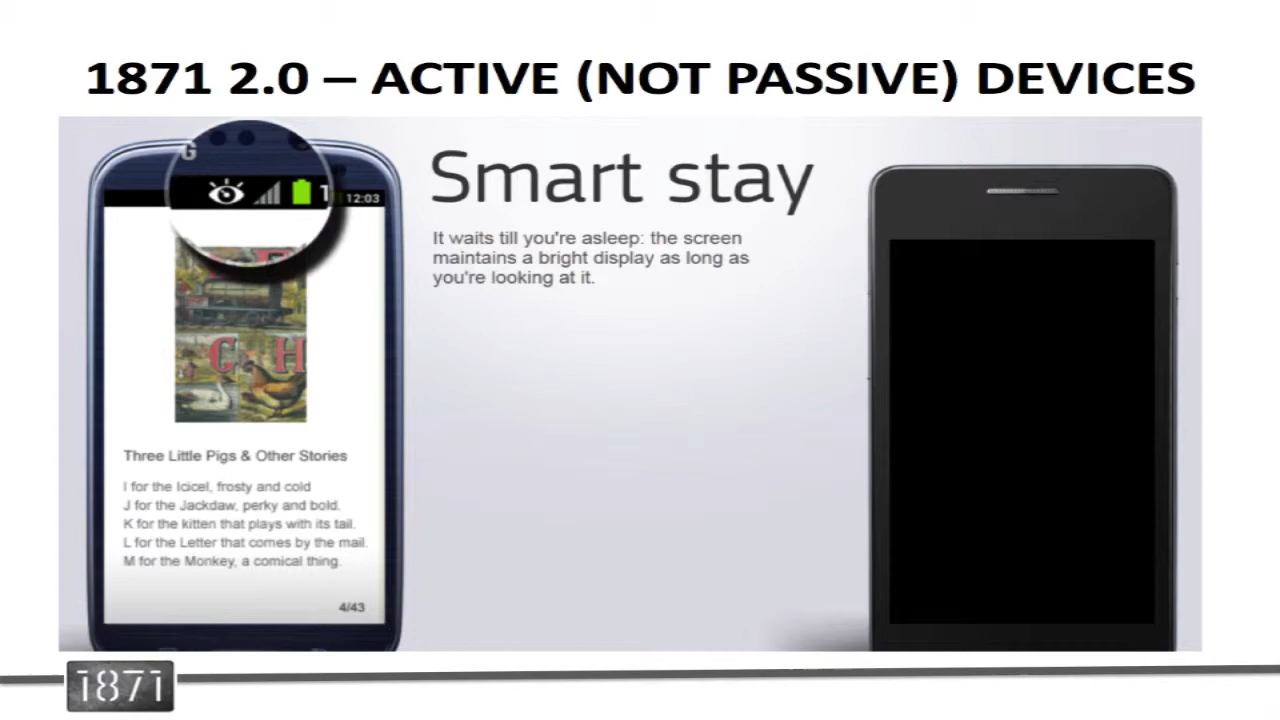 1871 2.0 – ACTIVE (NOT PASSIVE) DEVICES
G
12:03
Smart stay
It waits till you're asleep: the screen
maintains a bright display as long as
you're looking at it.
G H
Three Little Pigs & Other Stories
I for the Icicel, frosty and cold
J for the Jackdaw, perky and bold.
K for the kitten that plays with its tail.
L for the Letter that comes by the mail.
M for the Monkey, a comical thing.
4/43
1871